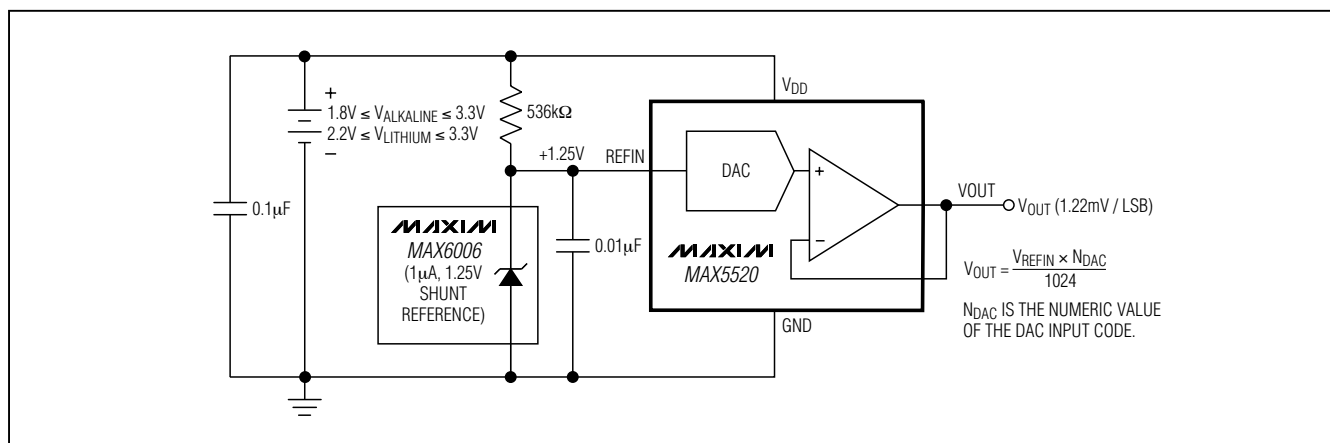 VDD
+
1.8V ≤ VALKALINE ≤ 3.3V
2.2V ≤ VLITHIUM ≤ 3.3V
−
536kΩ
+1.25V
REFIN
DAC
+
−
VOUT
VOUT (1.22mV / LSB)
0.1µF
MAXIM
MAX6006
(1µA, 1.25V
SHUNT
REFERENCE)
0.01µF
MAXIM
MAX5520
VOUT = VREFIN × NDAC
1024
NDAC IS THE NUMERIC VALUE
OF THE DAC INPUT CODE.
GND